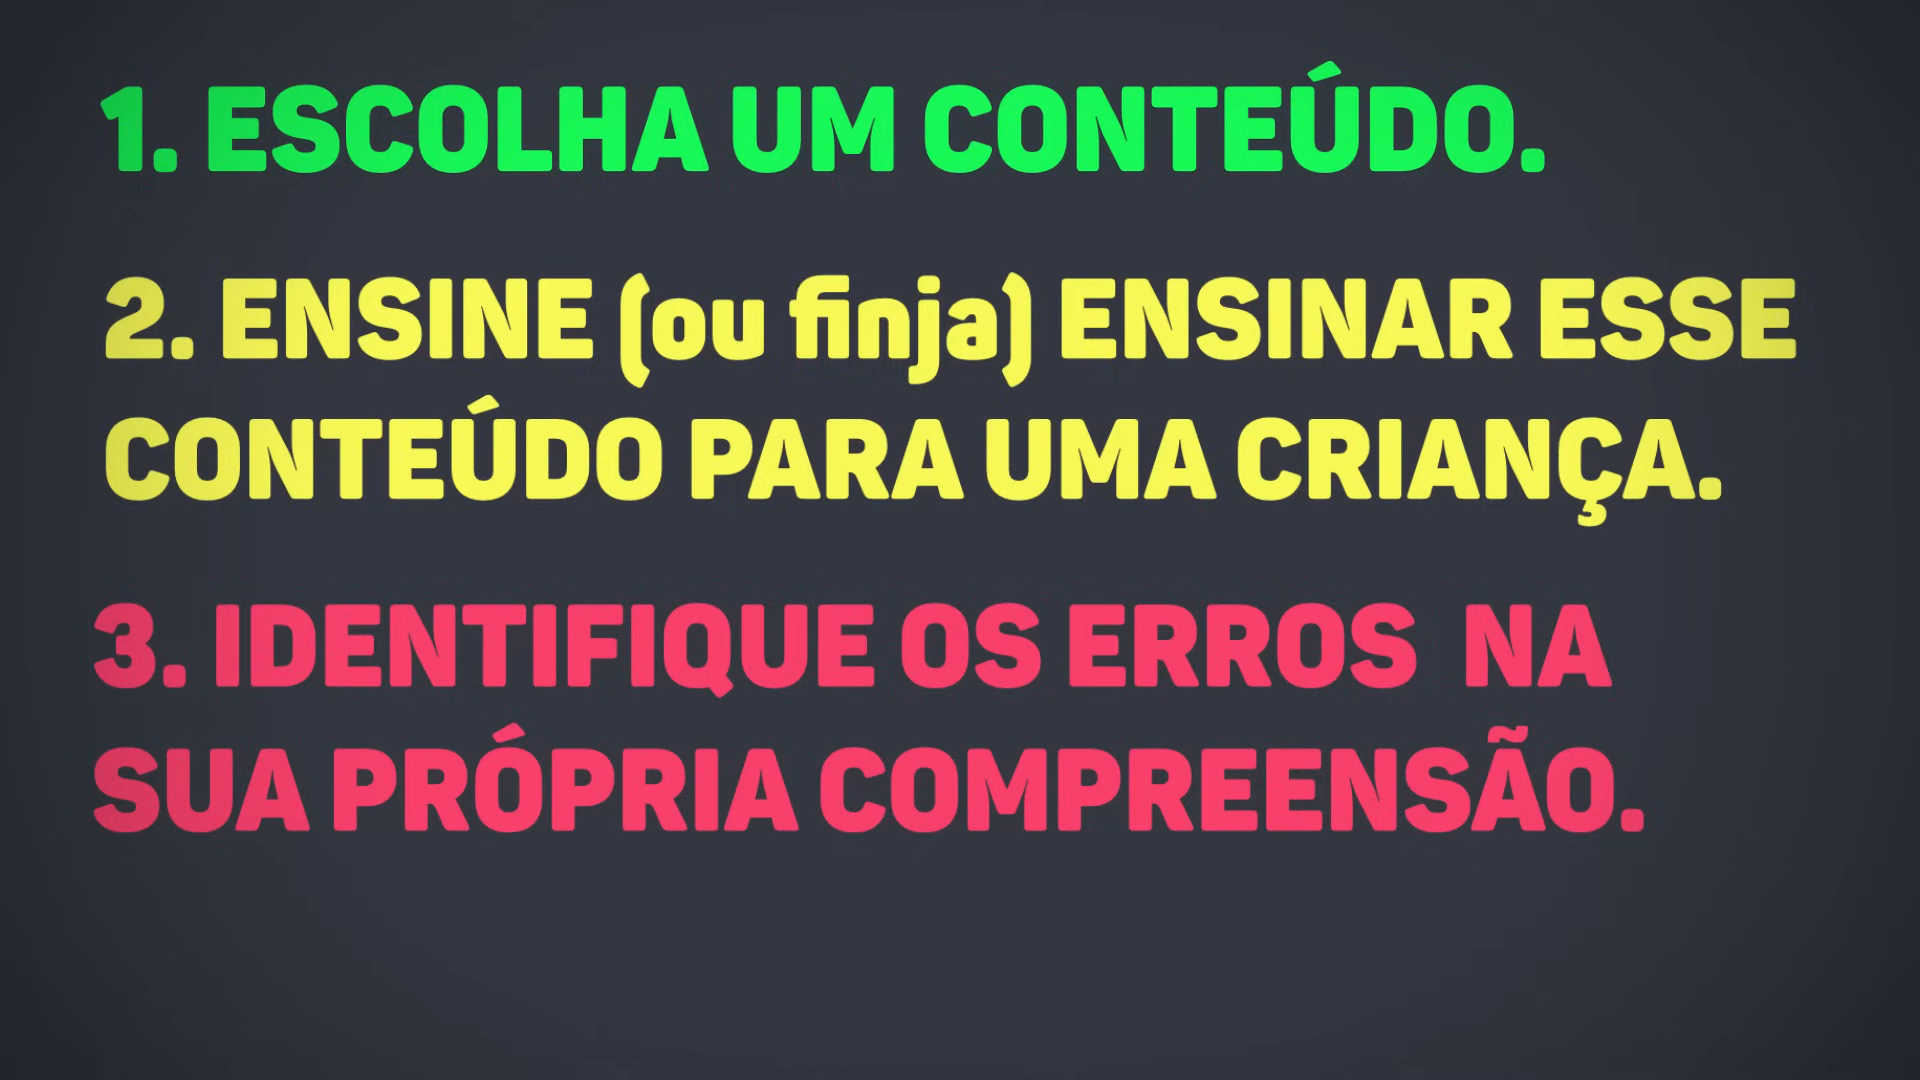 1. ESCOLHA UM CONTEÚDO.
2. ENSINE (ou finja) ENSINAR ESSE
CONTEÚDO PARA UMA CRIANÇA.
3. IDENTIFIQUE OS ERROS  NA
SUA PRÓPRIA COMPREENSÃO.